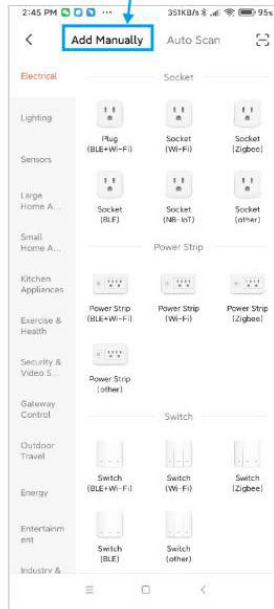 2:45 PM ... 351KB/s 95%
Add Manually Auto Scan
Electrical
Lighting
Sensors
Large
Home A...
Small
Home A...
Kitchen
Appliances
Exercise &
Health
Security &
Video S...
Gateway
Control
Outdoor
Travel
Energy
Entertainm
ent
Industry &
Socket
Plug
(BLE+Wi-Fi)
Socket
(Wi-Fi)
Socket
(Zigbee)
Socket
(BLE)
Socket
(NB-IoT)
Socket
(other)
Power Strip
Power Strip
(BLE+Wi-Fi)
Power Strip
(Wi-Fi)
Power Strip
(Zigbee)
Power Strip
(other)
Switch
Switch
(BLE+Wi-Fi)
Switch
(Wi-Fi)
Switch
(Zigbee)
Switch
(BLE)
Switch
(other)